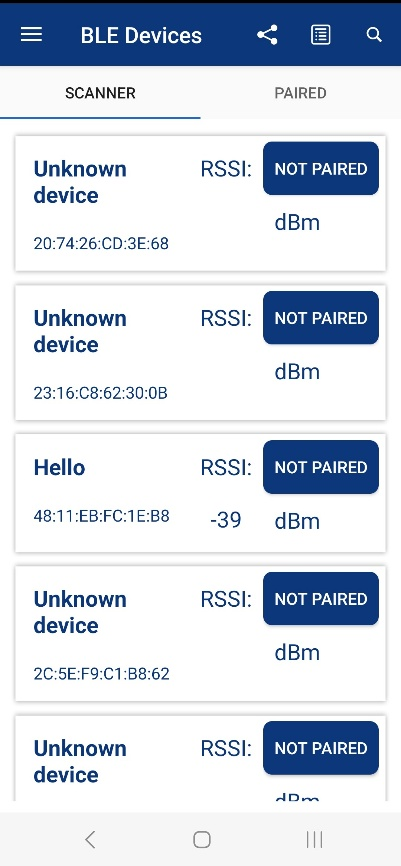 BLE Devices
SCANNER
PAIRED
Unknown device
RSSI:
NOT PAIRED
dBm
20:74:26:CD:3E:68
Unknown device
RSSI:
NOT PAIRED
dBm
23:16:C8:62:30:0B
Hello
RSSI:
NOT PAIRED
48:11:EB:FC:1E:B8
-39
dBm
Unknown device
RSSI:
NOT PAIRED
dBm
2C:5E:F9:C1:B8:62
Unknown device
RSSI:
NOT PAIRED
dBm